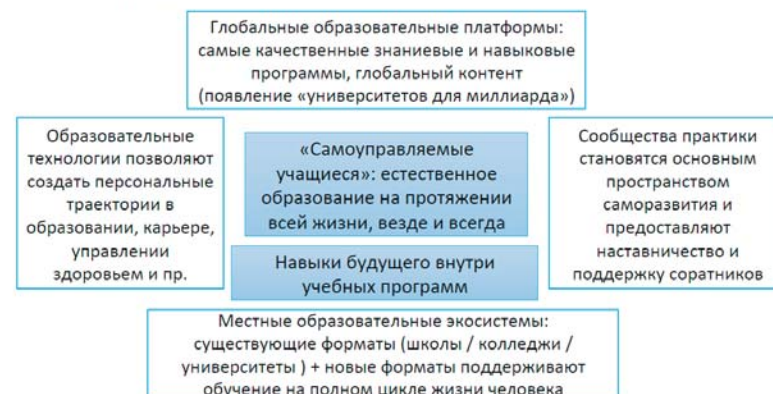 Глобальные образовательные платформы:
самые качественные знаниевые и навыковые
программы, глобальный контент
(появление «университетов для миллиарда»)
Образовательные
технологии позволяют
создать персональные
траектории в
образовании, карьере,
управлении
здоровьем и пр.
«Самоуправляемые
учащиеся»: естественное
образование на протяжении
всей жизни, везде и всегда
Навыки будущего внутри
учебных программ
Сообщества практики
становятся основным
пространством
саморазвития и
предоставляют
наставничество и
поддержку соратников
Местные образовательные экосистемы:
существующие форматы (школы / колледжи /
университеты ) + новые форматы поддерживают
обучение на полном цикле жизни человека